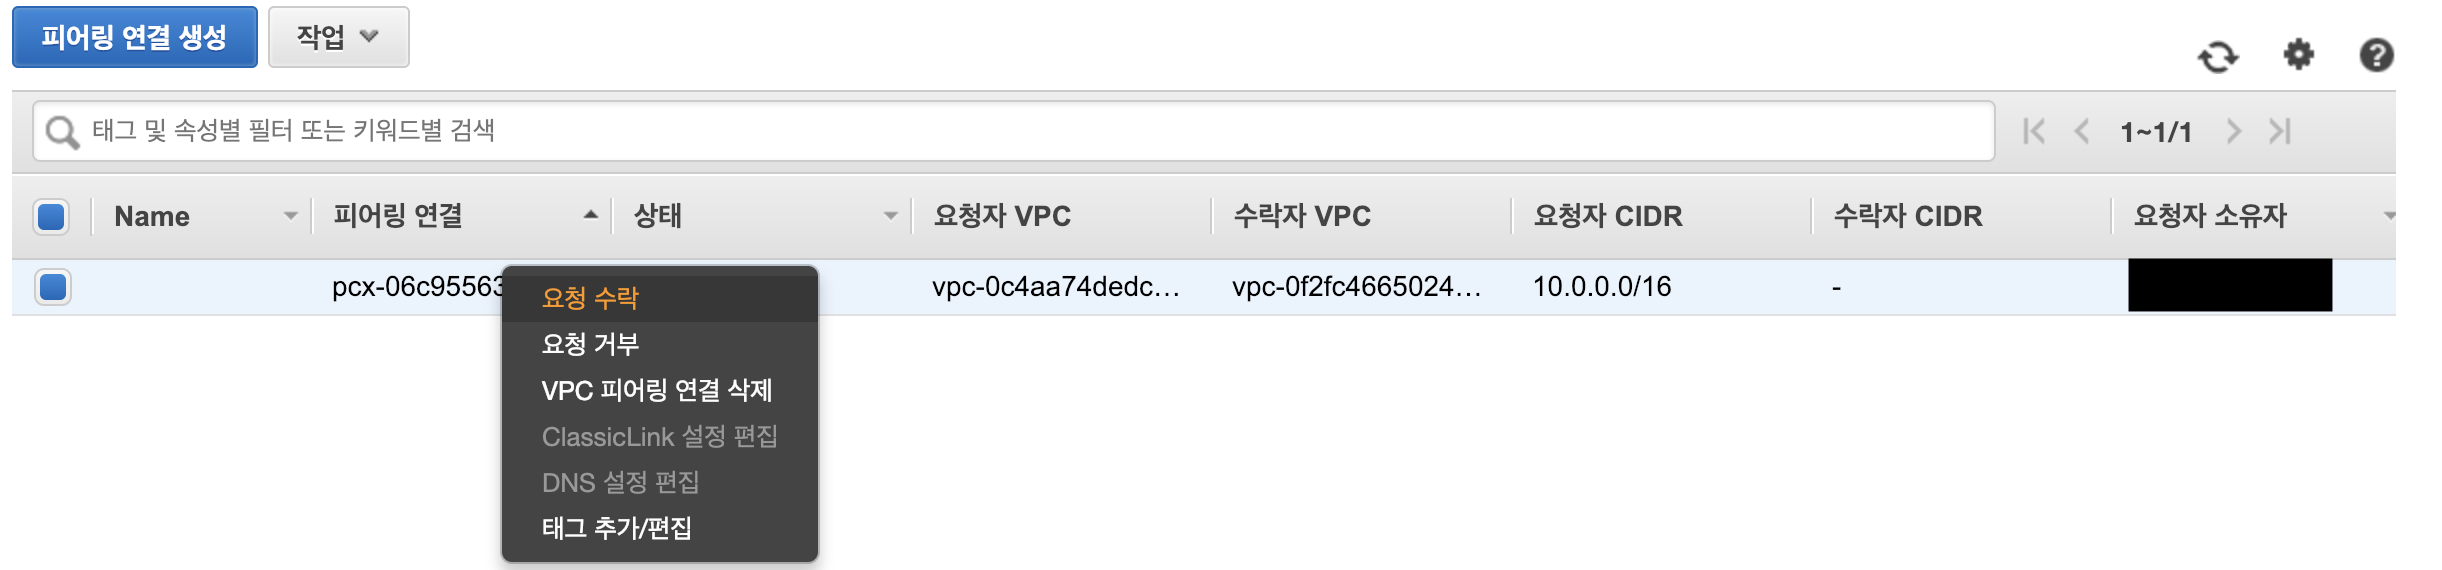 피어링 연결 생성 작업
태그 및 속성별 필터 또는 키워드별 검색 1~1/1
Name 피어링 연결 상태 요청자 VPC 수락자 VPC 요청자 CIDR 수락자 CIDR 요청자 소유자
pcx-06c95563 vpc-0c4aa74dedc... vpc-0f2fc4665024... 10.0.0.0/16 -
요청 수락
요청 거부
VPC 피어링 연결 삭제
ClassicLink 설정 편집
DNS 설정 편집
태그 추가/편집